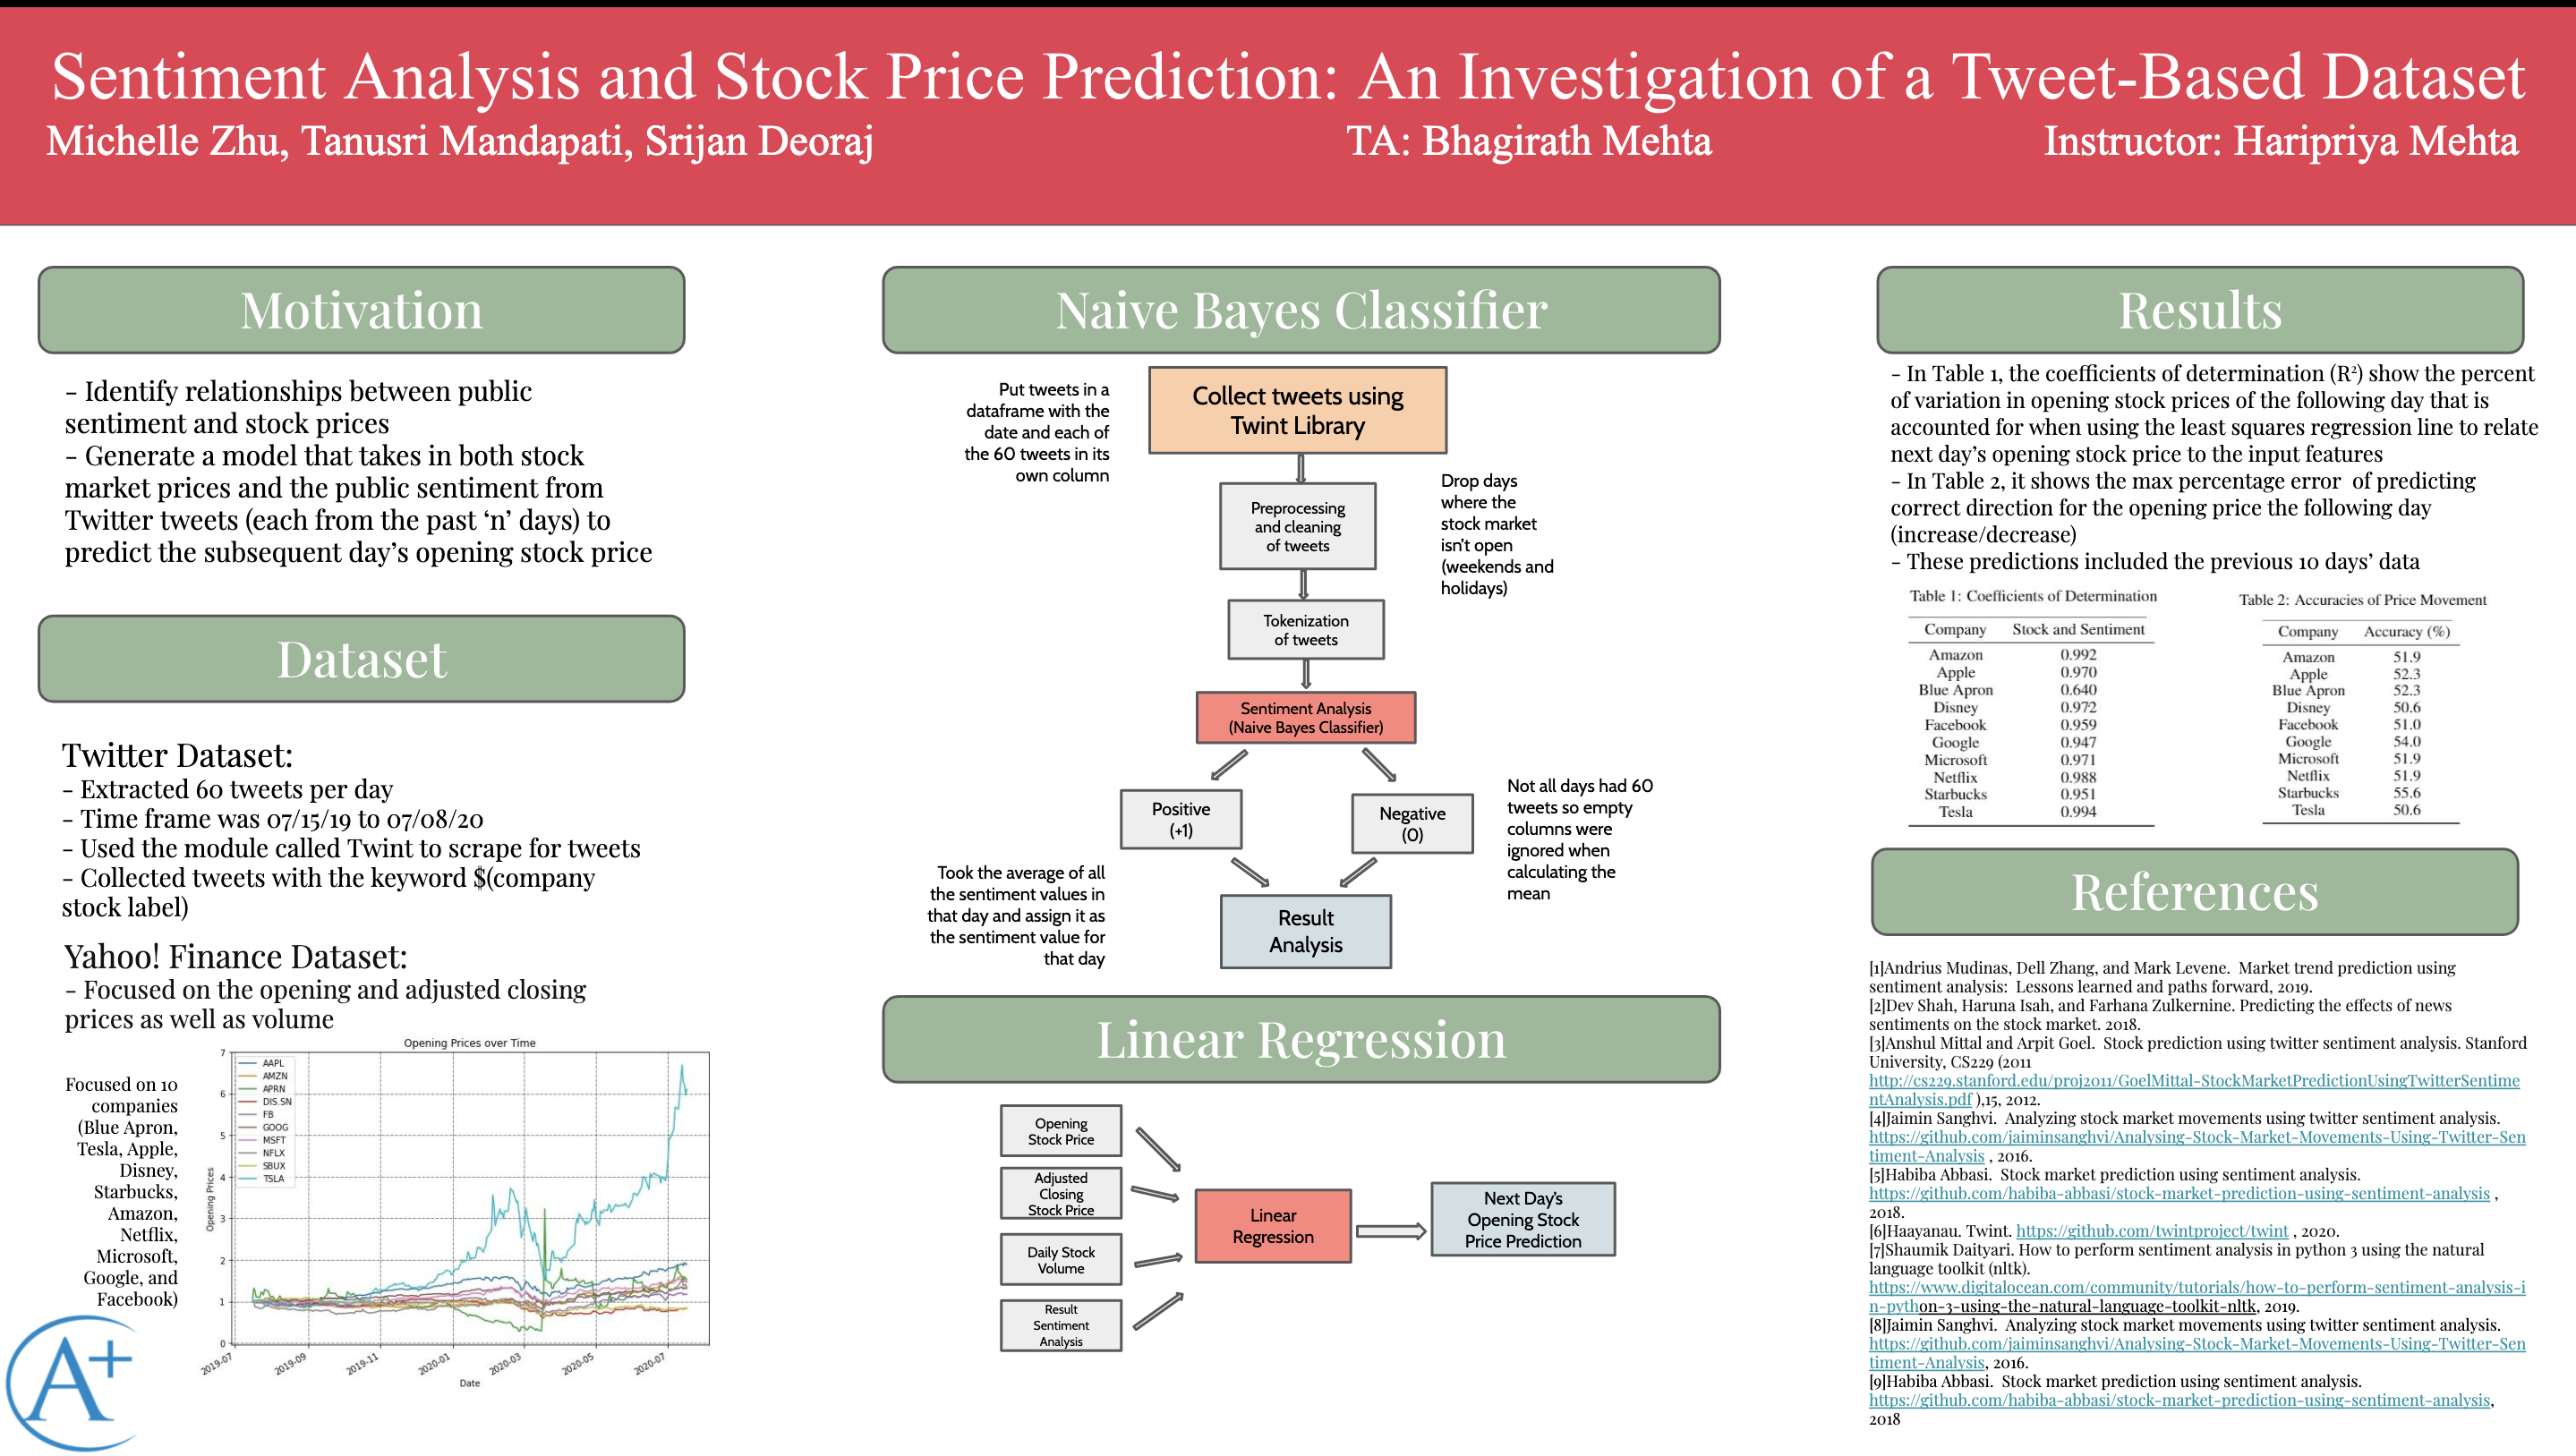 Sentiment Analysis and Stock Price Prediction: An Investigation of a Tweet-Based Dataset
Michelle Zhu, Tanusri Mandapati, Srijan Deoraj
TA: Bhagirath Mehta
Instructor: Haripriya Mehta
Motivation
- Identify relationships between public
sentiment and stock prices
- Generate a model that takes in both stock
market prices and the public sentiment from
Twitter tweets (each from the past ‘n’ days) to
predict the subsequent day’s opening stock price
Dataset
Twitter Dataset:
- Extracted 60 tweets per day
- Time frame was 07/15/19 to 07/08/20
- Used the module called Twint to scrape for tweets
- Collected tweets with the keyword $(company
stock label)
Yahoo! Finance Dataset:
- Focused on the opening and adjusted closing
prices as well as volume
Focused on 10
companies
(Blue Apron,
Tesla, Apple,
Disney,
Starbucks,
Amazon,
Netflix,
Microsoft,
Google, and
Facebook)
Opening Prices over Time
7
6
5
4
3
2
1
0
Opening Prices
AAPL
AMZN
APRN
DIS.SN
FB
GOOG
MSFT
NFLX
SBUX
TSLA
2019-07
2019-09
2019-11
2020-01
2020-03
2020-05
2020-07
Date
A+
Naive Bayes Classifier
Put tweets in a
dataframe with the
date and each of
the 60 tweets in its
own column
Collect tweets using
Twint Library
Drop days
where the
stock market
isn't open
(weekends and
holidays)
Preprocessing
and cleaning
of tweets
Tokenization
of tweets
Sentiment Analysis
(Naive Bayes Classifier)
Positive
(+1)
Negative
(0)
Not all days had 60
tweets so empty
columns were
ignored when
calculating the
mean
Took the average of all
the sentiment values in
that day and assign it as
the sentiment value for
that day
Result
Analysis
Linear Regression
Opening
Stock Price
Adjusted
Closing
Stock Price
Daily Stock
Volume
Result
Sentiment
Analysis
Linear
Regression
Next Day's
Opening Stock
Price Prediction
Results
- In Table 1, the coefficients of determination (R²) show the percent
of variation in opening stock prices of the following day that is
accounted for when using the least squares regression line to relate
next day’s opening stock price to the input features
- In Table 2, it shows the max percentage error of predicting
correct direction for the opening price the following day
(increase/decrease)
- These predictions included the previous 10 days’ data
Table 1: Coefficients of Determination
Company Stock and Sentiment
Amazon 0.992
Apple 0.970
Blue Apron 0.640
Disney 0.972
Facebook 0.959
Google 0.947
Microsoft 0.971
Netflix 0.988
Starbucks 0.951
Tesla 0.994
Table 2: Accuracies of Price Movement
Company Accuracy (%)
Amazon 51.9
Apple 52.3
Blue Apron 52.3
Disney 50.6
Facebook 51.0
Google 54.0
Microsoft 51.9
Netflix 51.9
Starbucks 55.6
Tesla 50.6
References
[1]Andrius Mudinas, Dell Zhang, and Mark Levene. Market trend prediction using
sentiment analysis: Lessons learned and paths forward, 2019.
[2]Dev Shah, Haruna Isah, and Farhana Zulkernine. Predicting the effects of news
sentiments on the stock market. 2018.
[3]Anshul Mittal and Arpit Goel. Stock prediction using twitter sentiment analysis. Stanford
University, CS229 (2011
http://cs229.stanford.edu/proj2011/GoelMittal-StockMarketPredictionUsingTwitterSentime
ntAnalysis.pdf ),15, 2012.
[4]Jaimin Sanghvi. Analyzing stock market movements using twitter sentiment analysis.
https://github.com/jaiminsanghvi/Analysing-Stock-Market-Movements-Using-Twitter-Sen
timent-Analysis , 2016.
[5]Habiba Abbasi. Stock market prediction using sentiment analysis.
https://github.com/habiba-abbasi/stock-market-prediction-using-sentiment-analysis ,
2018.
[6]Haayanau. Twint. https://github.com/twintproject/twint , 2020.
[7]Shaumik Daityari. How to perform sentiment analysis in python 3 using the natural
language toolkit (nltk).
https://www.digitalocean.com/community/tutorials/how-to-perform-sentiment-analysis-i
n-python-3-using-the-natural-language-toolkit-nltk, 2019.
[8]Jaimin Sanghvi. Analyzing stock market movements using twitter sentiment analysis.
https://github.com/jaiminsanghvi/Analysing-Stock-Market-Movements-Using-Twitter-Sen
timent-Analysis, 2016.
[9]Habiba Abbasi. Stock market prediction using sentiment analysis.
https://github.com/habiba-abbasi/stock-market-prediction-using-sentiment-analysis,
2018